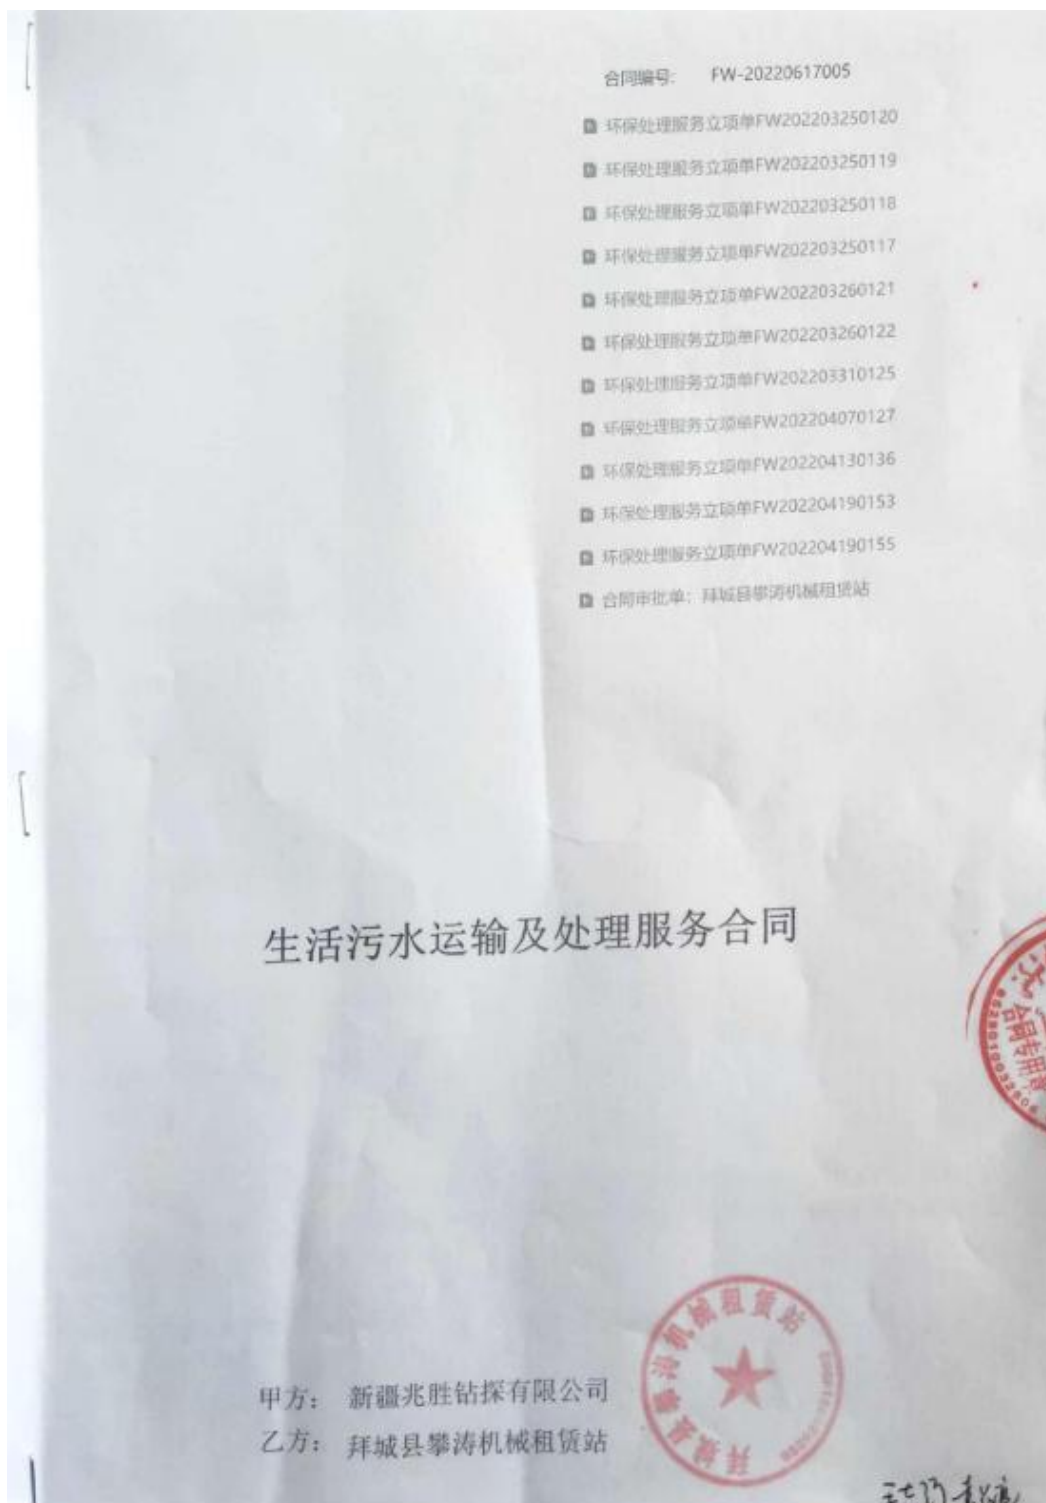 合同编号: FW-20220617005
环保处理服务立项单FW202203250120
环保处理服务立项单FW202203250119
环保处理服务立项单FW202203250118
环保处理服务立项单FW202203250117
环保处理服务立项单FW202203260121
环保处理服务立项单FW202203260122
环保处理服务立项单FW202203310125
环保处理服务立项单FW202204070127
环保处理服务立项单FW202204130136
环保处理服务立项单FW202204190153
环保处理服务立项单FW202204190155
合同审批单：拜城县攀涛机械租赁站
生活污水运输及处理服务合同
合同专用章
拜城县攀涛机械租赁站
甲方： 新疆兆胜钻探有限公司
乙方： 拜城县攀涛机械租赁站